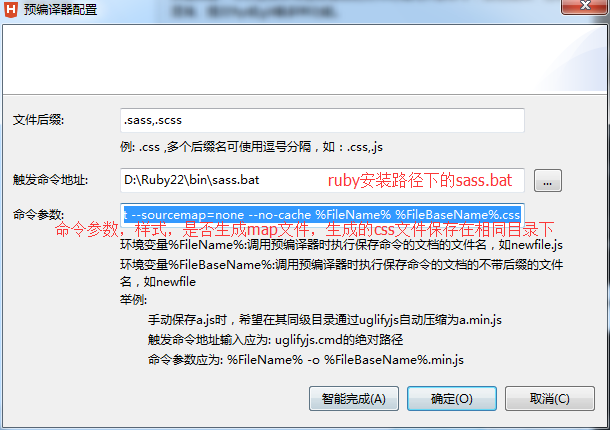 预编译器配置
文件后缀:
.sass,.scss
例: .css ,多个后缀名可使用逗号分隔，如：.css,.js
触发命令地址:
D:\Ruby22\bin\sass.bat
ruby安装路径下的sass.bat
...
命令参数:
t --sourcemap=none --no-cache %FileName% %FileBaseName%.css
命令参数，样式，是否生成map文件，生成的css文件保存在相同目录下
环境变量%FileName%:调用预编译器时执行保存命令的文档的文件名，如newfile.js
环境变量%FileBaseName%:调用预编译器时执行保存命令的文档的不带后缀的文件
名，如newfile
举例:
手动保存a.js时，希望在其同级目录通过uglifyjs自动压缩为a.min.js
触发命令地址输入应为: uglifyjs.cmd的绝对路径
命令参数应为: %FileName% -o %FileBaseName%.min.js
智能完成(A)
确定(O)
取消(C)